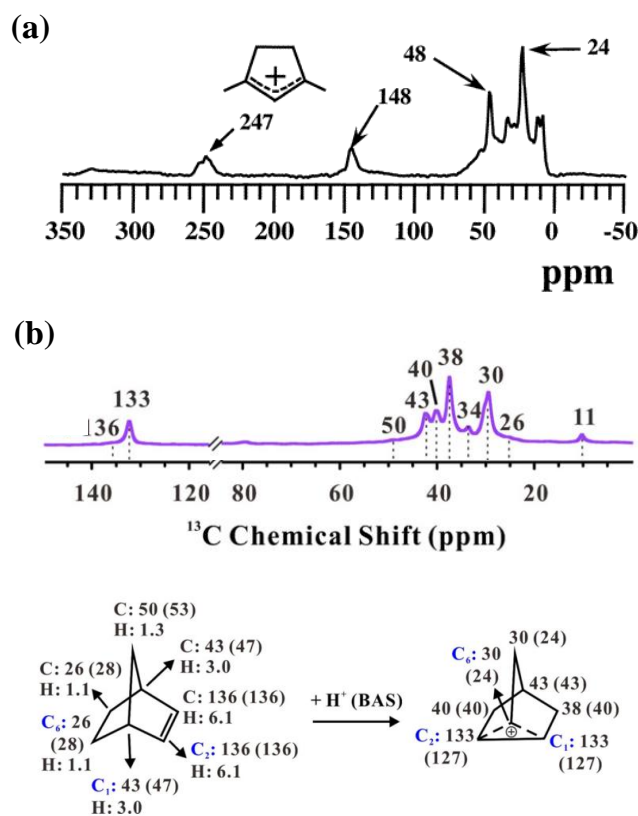 (a)
+
247
148
48
24
350 300 250 200 150 100 50 0 -50
ppm
(b)
136
133
50
43
40
38
34
30
26
11
140 120 80 60 40 20
¹³C Chemical Shift (ppm)
C: 50 (53)
H: 1.3
C: 43 (47)
H: 3.0
C: 26 (28)
H: 1.1
C: 136 (136)
H: 6.1
C₆: 26
(28)
H: 1.1
C₂: 136 (136)
H: 6.1
C₁: 43 (47)
H: 3.0
+ H⁺ (BAS)
30 (24)
C₆: 30
(24)
43 (43)
40 (40)
38 (40)
C₂: 133
(127)
⊕
C₁: 133
(127)